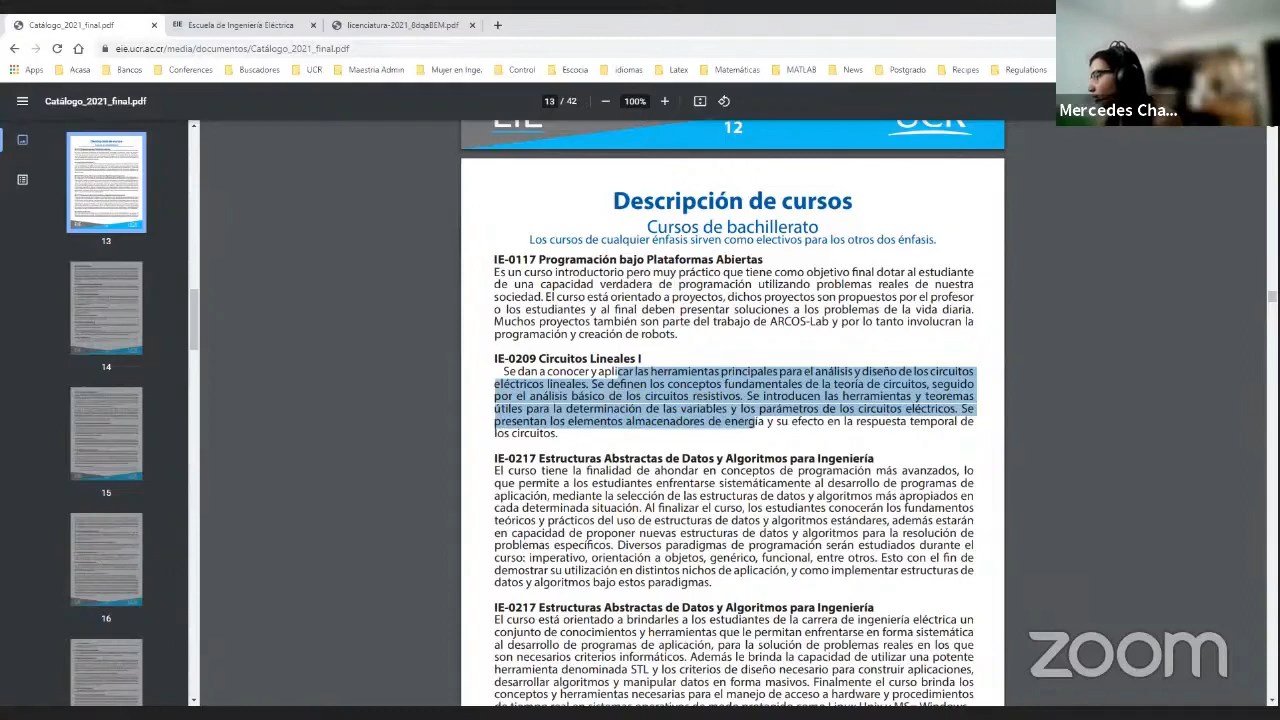 Catálogo_2021_final.pdf
EIE Escuela de Ingeniería Eléctrica
licenciatura-2021_8dqaBEM.pdf
eie.ucr.ac.cr/media/documentos/Catálogo_2021_final.pdf
Apps Acasa Bancos Conferences Buscadores UCR Maestria Admin Mujer en Inge. Control Escocia idiomas Latex Matemáticas MATLAB News Postgrado Recipes Regulations
Mercedes Cha...
Catálogo_2021_final.pdf
13 / 42
100%
EIE 12 UCR
13
14
15
16
Descripción de cursos
Cursos de bachillerato
Los cursos de cualquier énfasis sirven como electivos para los otros dos énfasis.
IE-0117 Programación bajo Plataformas Abiertas
Es un curso introductorio pero muy práctico que tiene como objetivo final dotar al estudiante
de una capacidad verdadera de programación utilizando problemas reales de nuestra
sociedad. El curso está orientado a proyectos, dichos proyectos son propuestos por el profesor
o los estudiantes y al final deben presentar soluciones a los problemas de la vida diaria.
Muchos proyectos también son parte del trabajo de ARCOS-Lab y por lo tanto involucran la
programación y creación de robots.
IE-0209 Circuitos Lineales I
Se dan a conocer y aplicar las herramientas principales para el análisis y diseño de los circuitos
eléctricos lineales. Se definen los conceptos fundamentales de la teoría de circuitos, seguido
por el análisis básico de los circuitos resistivos. Se introducen las herramientas y teoremas
útiles para la determinación de las variables y los parámetros de los circuitos eléctricos. Se
presentan los elementos almacenadores de energía y su efecto en la respuesta temporal de
los circuitos.
IE-0217 Estructuras Abstractas de Datos y Algoritmos para Ingeniería
El curso tiene la finalidad de ahondar en conceptos de programación más avanzados, lo
que permite a los estudiantes enfrentarse sistemáticamente al desarrollo de programas de
aplicación, mediante la selección de las estructuras de datos y algoritmos más apropiados en
cada determinada situación. Al finalizar el curso, los estudiantes conocerán los fundamentos
teóricos y prácticos del uso de estructuras de datos y algoritmos estándares, además estarán
en capacidad de proponer nuevas estructuras de datos y algoritmos para la resolución de
problemas específicos. Diversos paradigmas de programación serán estudiados durante el
curso: imperativo, orientación a objetos, genérico, funcional, entre otros. Esto con el fin de
demostrar su utilización en distintos nichos de aplicación, y como implementar estructuras de
datos y algoritmos bajo estos paradigmas.
IE-0217 Estructuras Abstractas de Datos y Algoritmos para Ingeniería
El curso está orientado a brindarles a los estudiantes de la carrera de ingeniería eléctrica un
conjunto de conocimientos y herramientas que le permitan enfrentarse en forma sistemática
al desarrollo de programas de aplicación, para la solución de problemas reales en los que
son necesarios criterios informáticos. Además le brinda la capacidad de utilizar una potente
herramienta denominada STL y los criterios de diseño necesario para construir aplicaciones,
desarrollar algoritmos y manipular datos en forma masivos. Finalmente el curso brinda los
conceptos y herramientas necesarias para el manejo de acceso a hardware y procedimientos
de tiempo real en sistemas operativos de modo protegido como Linux Unix y MS- Windows
zoom